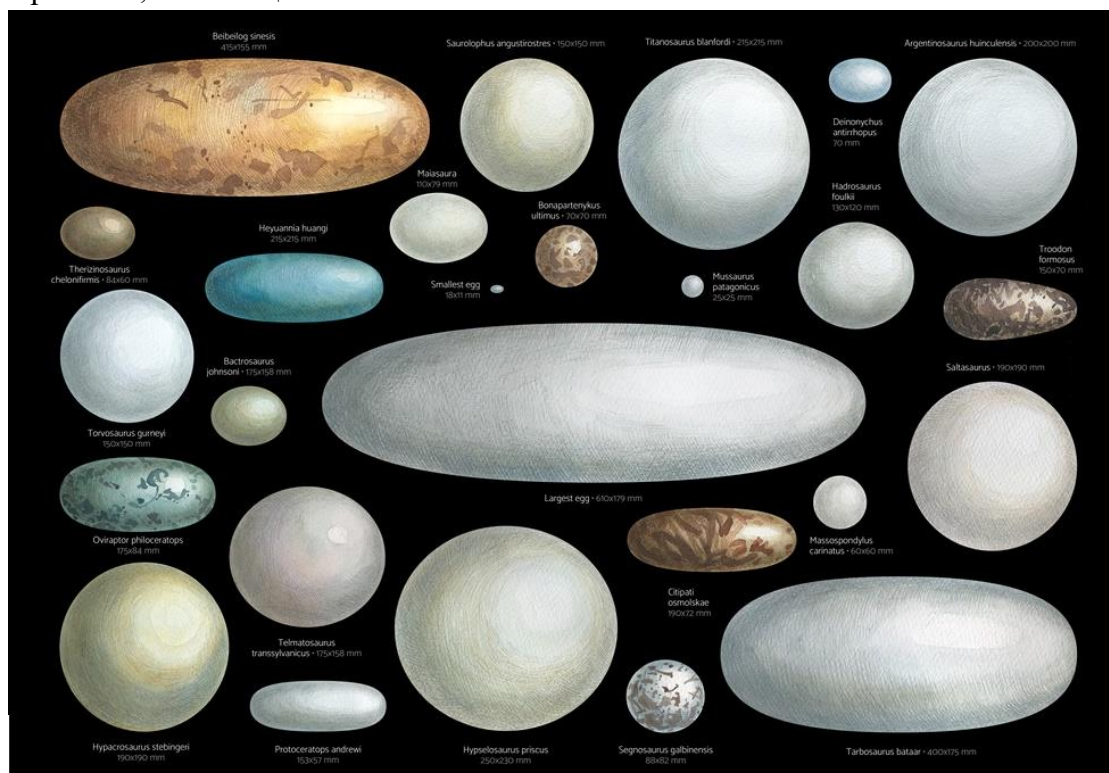 Beibeilog sinesis
415x155 mm
Saurolophus angustirostres • 150x150 mm
Titanosaurus blanfordi • 215x215 mm
Argentinosaurus huinculensis • 200x200 mm
Deinonychus
antirrhopus
70 mm
Maiasaura
110x79 mm
Bonapartenykus
ultimus • 70x70 mm
Hadrosaurus
foulkii
130x120 mm
Therizinosaurus
chelonifirmis • 84x60 mm
Heyuannia huangi
215x215 mm
Smallest egg
18x11 mm
Mussaurus
patagonicus
25x25 mm
Troodon
formosus
150x70 mm
Bactrosaurus
johnsoni • 175x158 mm
Saltasaurus • 190x190 mm
Torvosaurus gurneyi
150x150 mm
Largest egg • 610x179 mm
Oviraptor philoceratops
175x84 mm
Massospondylus
carinatus • 60x60 mm
Citipati
osmolskae
190x72 mm
Telmatosaurus
transsylvanicus • 175x158 mm
Hypacrosaurus stebingeri
190x190 mm
Protoceratops andrewi
153x57 mm
Hypselosaurus priscus
250x230 mm
Segnosaurus galbinensis
88x82 mm
Tarbosaurus bataar • 400x175 mm